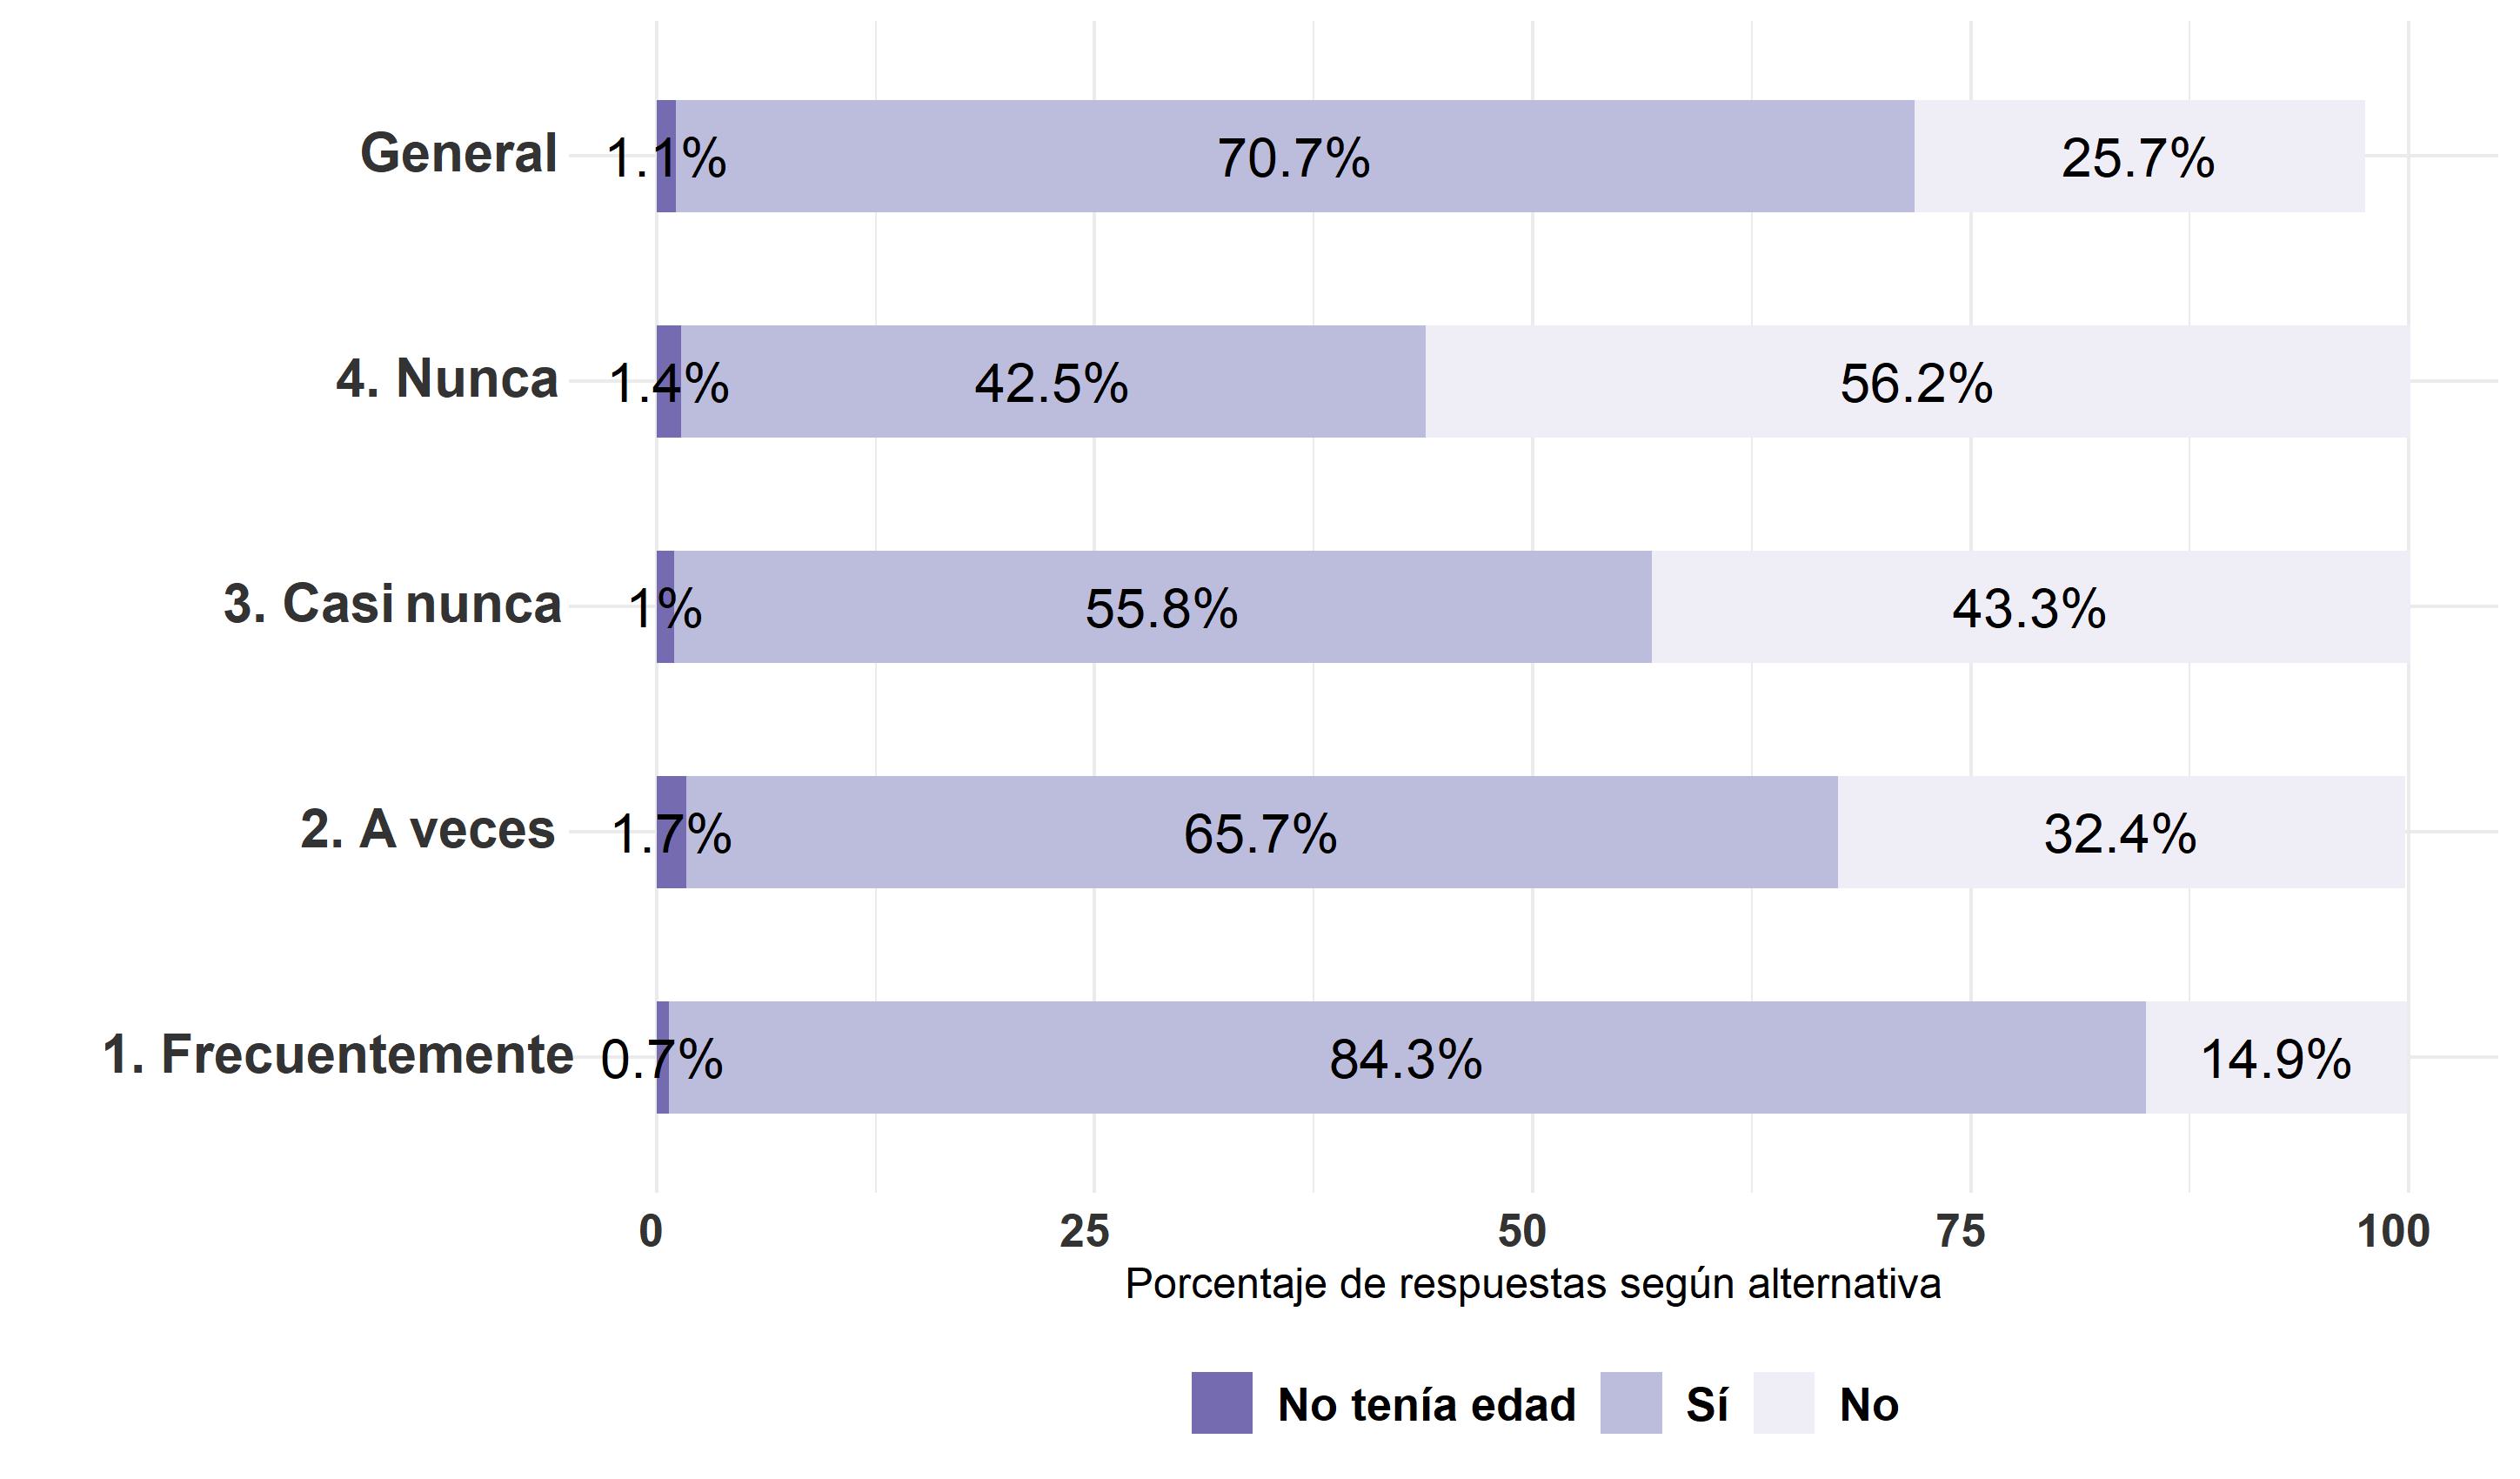 General 1.1% 70.7% 25.7%
4. Nunca 1.4% 42.5% 56.2%
3. Casi nunca 1% 55.8% 43.3%
2. A veces 1.7% 65.7% 32.4%
1. Frecuentemente 0.7% 84.3% 14.9%
0 25 50 75 100
Porcentaje de respuestas según alternativa
No tenía edad Sí No